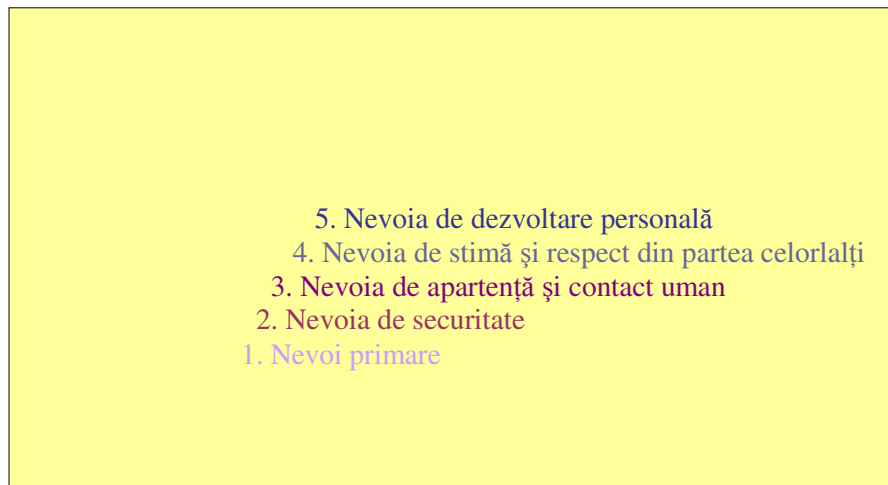 5. Nevoia de dezvoltare personală
4. Nevoia de stimă şi respect din partea celorlalţi
3. Nevoia de apartenţă şi contact uman
2. Nevoia de securitate
1. Nevoi primare